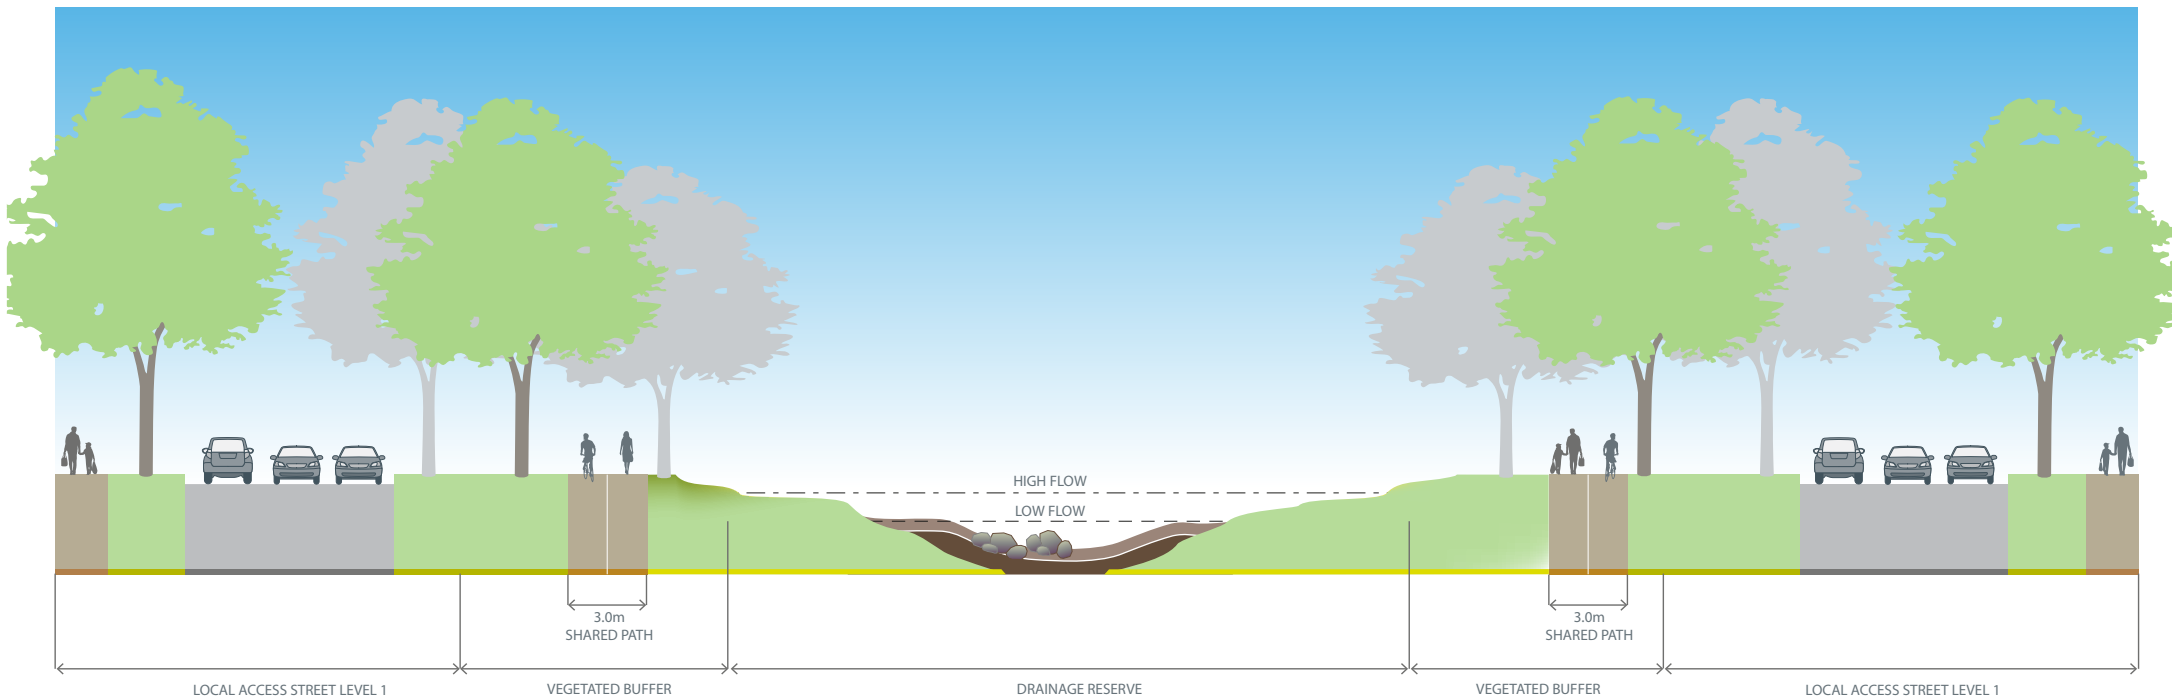 HIGH FLOW
LOW FLOW
3.0m
SHARED PATH
3.0m
SHARED PATH
LOCAL ACCESS STREET LEVEL 1
VEGETATED BUFFER
DRAINAGE RESERVE
VEGETATED BUFFER
LOCAL ACCESS STREET LEVEL 1